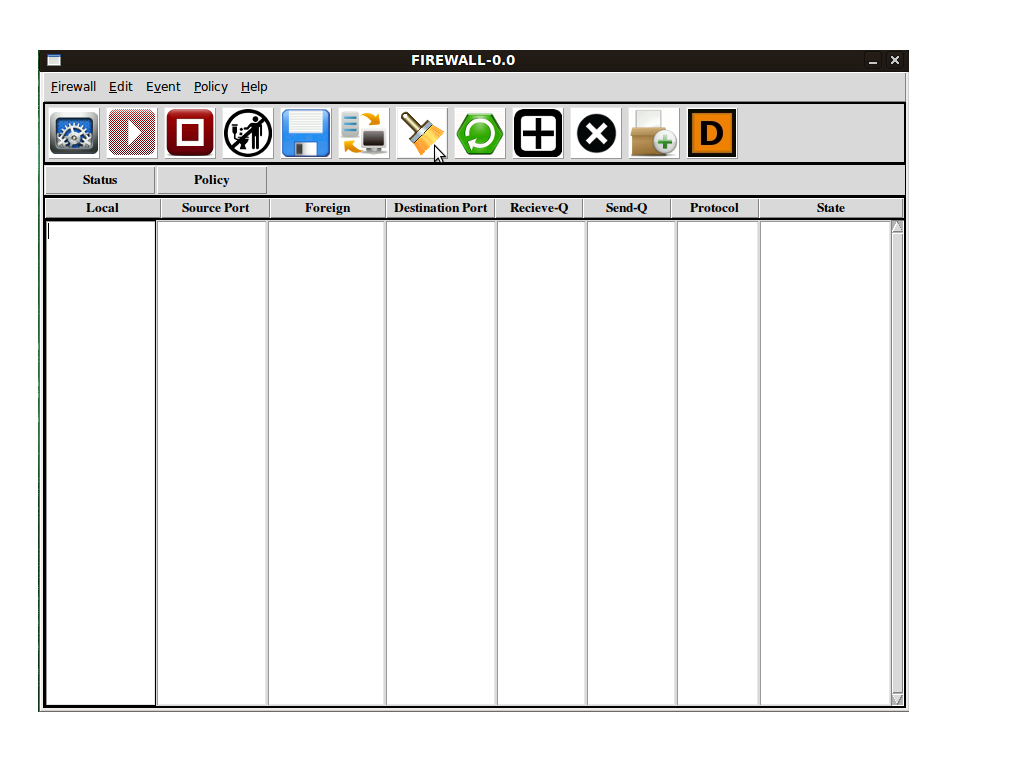 FIREWALL-0.0
Firewall Edit Event Policy Help
D
Status Policy
Local Source Port Foreign Destination Port Recieve-Q Send-Q Protocol State